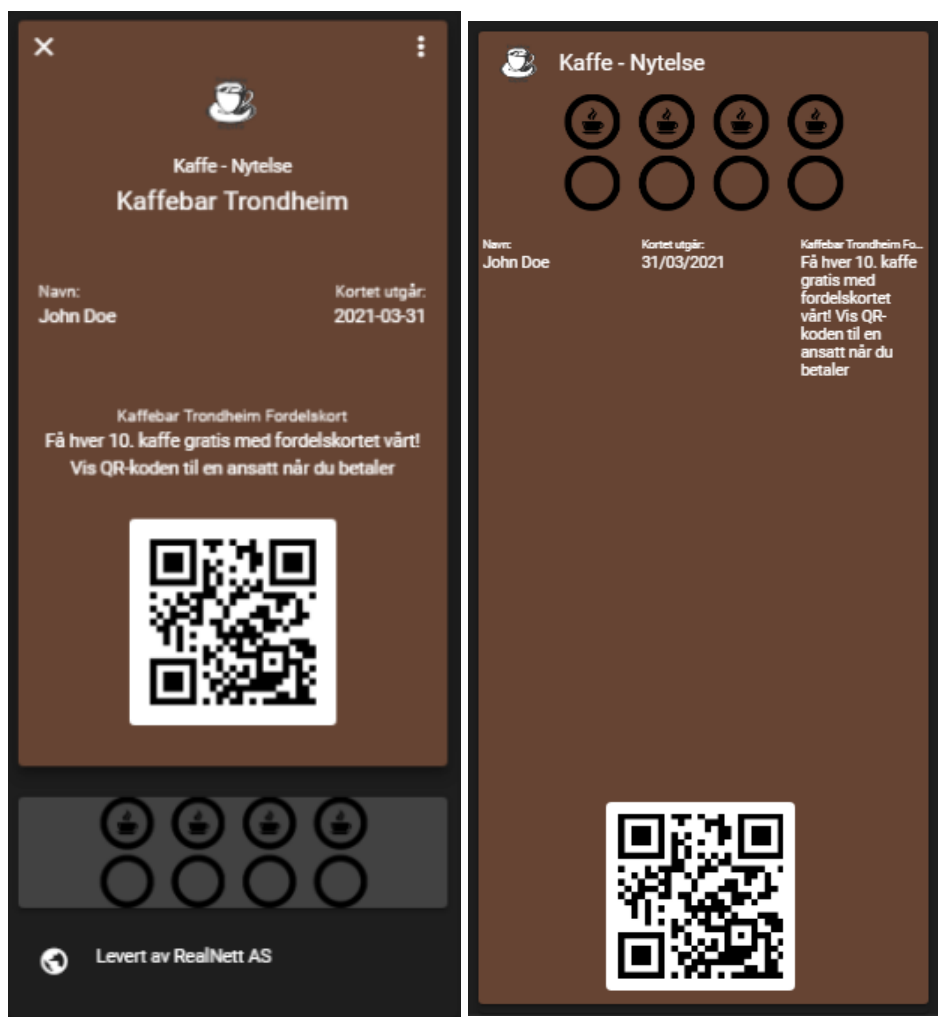 Kaffe - Nytelse
Kaffebar Trondheim
Navn:
Kortet utgår:
John Doe
2021-03-31
Kaffebar Trondheim Fordelskort
Få hver 10. kaffe gratis med fordelskortet vårt!
Vis QR-koden til en ansatt når du betaler
Levert av RealNett AS
Kaffe - Nytelse
Navn:
John Doe
Kortet utgår:
31/03/2021
Kaffebar Trondheim Fo...
Få hver 10. kaffe
gratis med
fordelskortet
vårt! Vis QR-
koden til en
ansatt når du
betaler